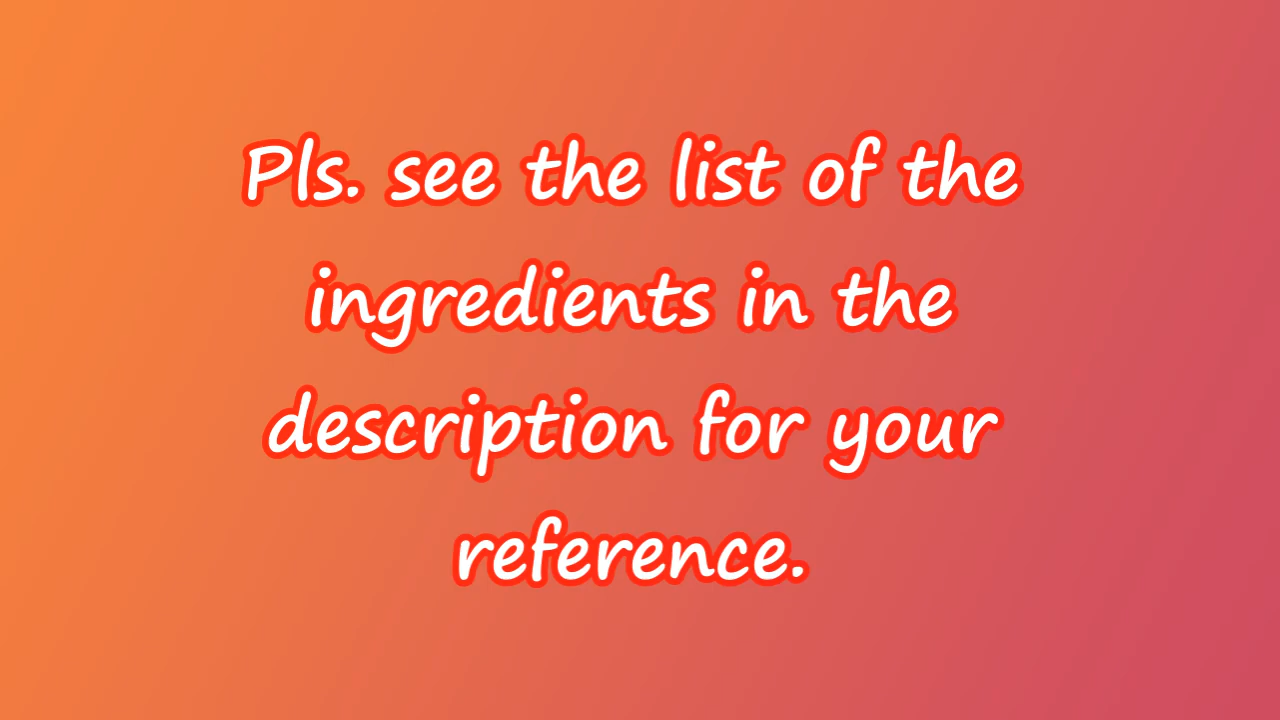 Pls. see the list of the
ingredients in the
description for your
reference.